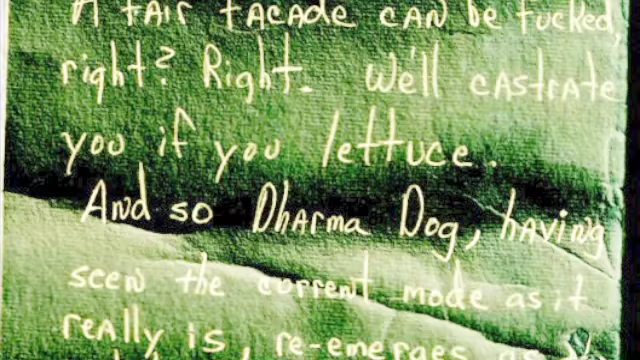 A fair facade can be fucked,
right? Right. We'll castrate
you if you lettuce.
And so Dharma Dog, having
seen the current mode as it
really is, re-emerges as